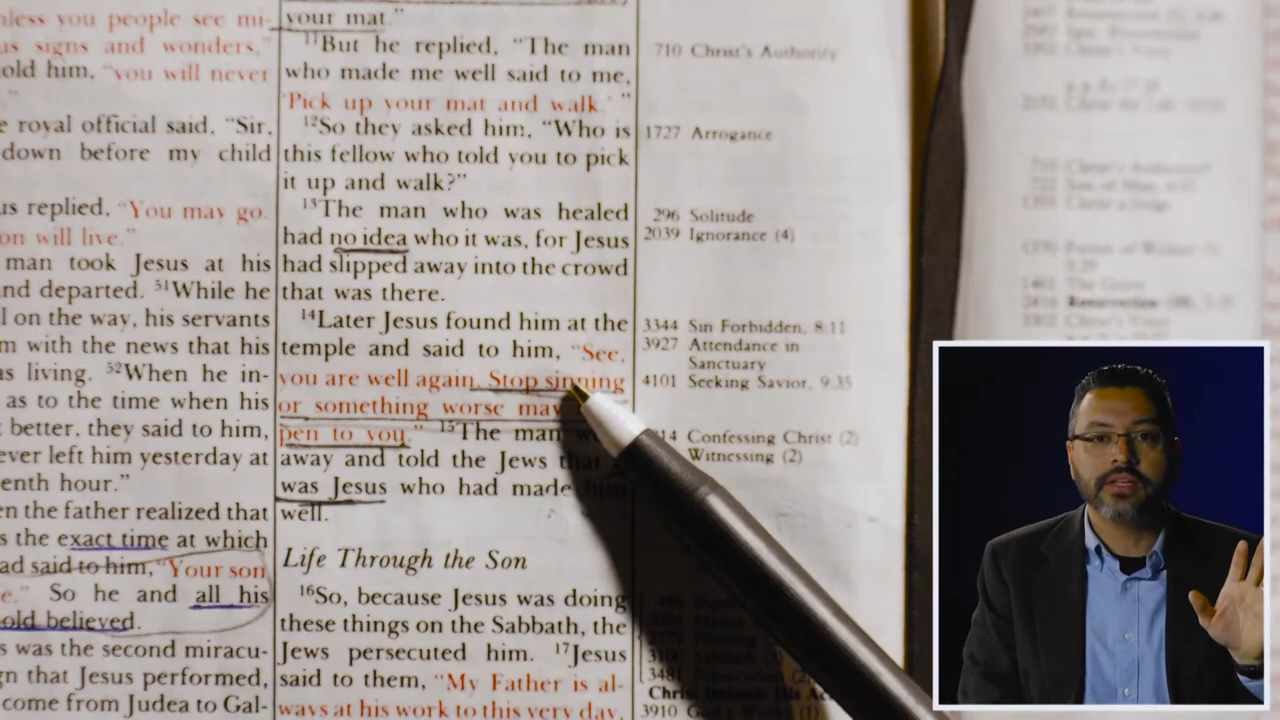 nless you people see mi-
us signs and wonders,"
old him, "you will never
"
e royal official said, "Sir,
down before my child
us replied, "You may go.
on will live."
man took Jesus at his
nd departed. ⁵¹While he
l on the way, his servants
m with the news that his
as living. ⁵²When he in-
as to the time when his
t better, they said to him,
ever left him yesterday at
enth hour."
en the father realized that
s the exact time at which
ad said to him, "Your son
e." So he and all his
old believed.
s was the second miracu-
gn that Jesus performed,
come from Judea to Gal-
your mat."
¹¹But he replied, "The man
who made me well said to me,
'Pick up your mat and walk.' "
¹²So they asked him, "Who is
this fellow who told you to pick
it up and walk?"
¹³The man who was healed
had no idea who it was, for Jesus
had slipped away into the crowd
that was there.
¹⁴Later Jesus found him at the
temple and said to him, "See,
you are well again. Stop sinning
or something worse may
pen to you." ¹⁵The man
away and told the Jews that
was Jesus who had made him
well.
Life Through the Son
¹⁶So, because Jesus was doing
these things on the Sabbath, the
Jews persecuted him. ¹⁷Jesus
said to them, "My Father is al-
ways at his work to this very day,
710 Christ's Authority
1727 Arrogance
296 Solitude
2039 Ignorance (4)
3344 Sin Forbidden, 8:11
3927 Attendance in
Sanctuary
4101 Seeking Savior, 9:35
14 Confessing Christ (2)
Witnessing (2)
3481
3910 God's Works (1)